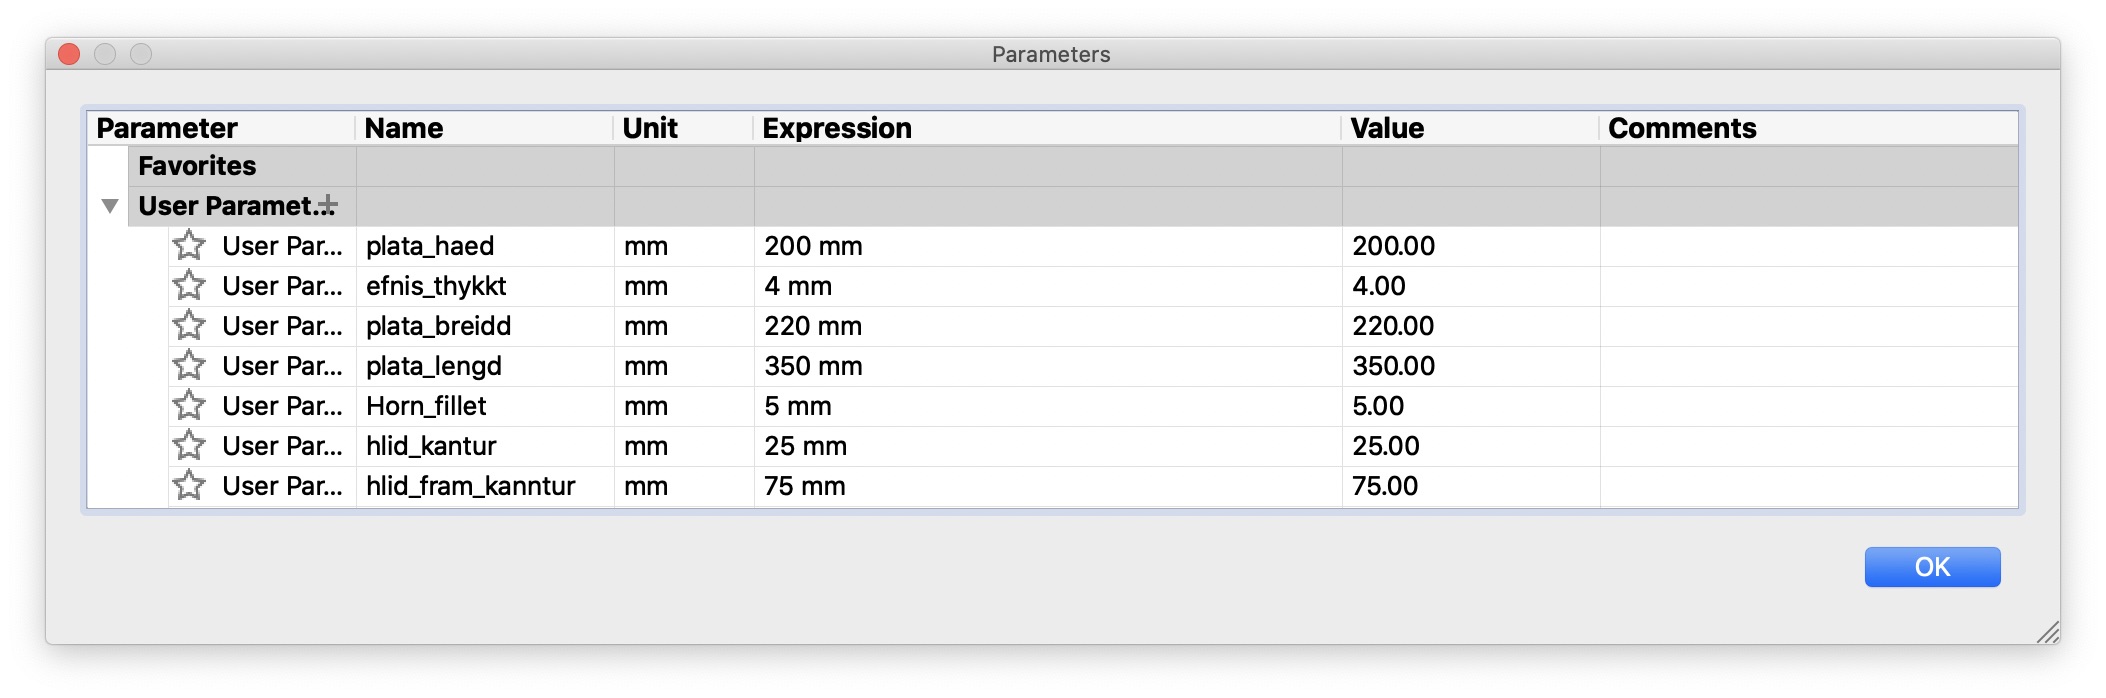 Parameters
Parameter Name Unit Expression Value Comments
Favorites
User Paramet...
User Par... plata_haed mm 200 mm 200.00
User Par... efnis_thykkt mm 4 mm 4.00
User Par... plata_breidd mm 220 mm 220.00
User Par... plata_lengd mm 350 mm 350.00
User Par... Horn_fillet mm 5 mm 5.00
User Par... hlid_kantur mm 25 mm 25.00
User Par... hlid_fram_kanntur mm 75 mm 75.00
OK